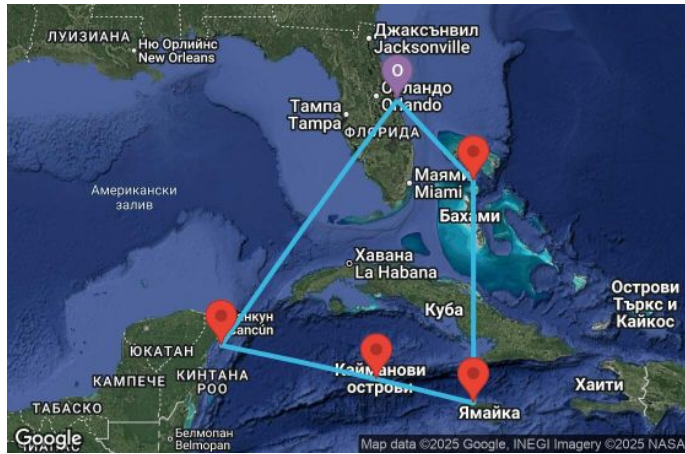 ЛУИЗИАНА
Ню Орлийнс
New Orleans
Джаксънвил
Jacksonville
O
Орландо
Orlando
Тампа
Tampa
ФЛОРИДА
Маями
Miami
Американски
залив
Бахами
Хавана
La Habana
Куба
Острови
Търкс и
Кайкос
ЮКАТАН
КАМПЕЧЕ
КИНТАНА
РОО
Кайманови
острови
Хаити
Ямайка
ТАБАСКО
Белмопан
Belmopan
Google
Map data ©2025 Google, INEGI Imagery ©2025 NASA